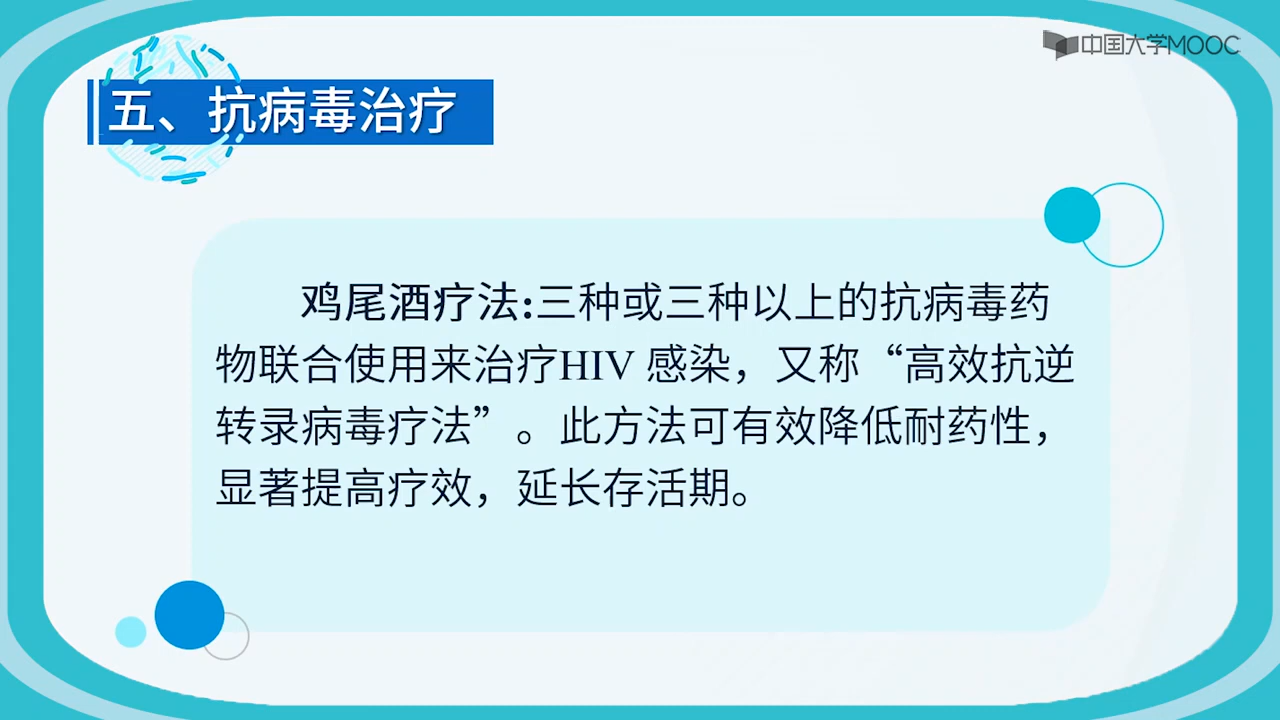 中国大学MOOC
五、抗病毒治疗
鸡尾酒疗法:三种或三种以上的抗病毒药
物联合使用来治疗HIV 感染，又称“高效抗逆
转录病毒疗法”。此方法可有效降低耐药性，
显著提高疗效，延长存活期。